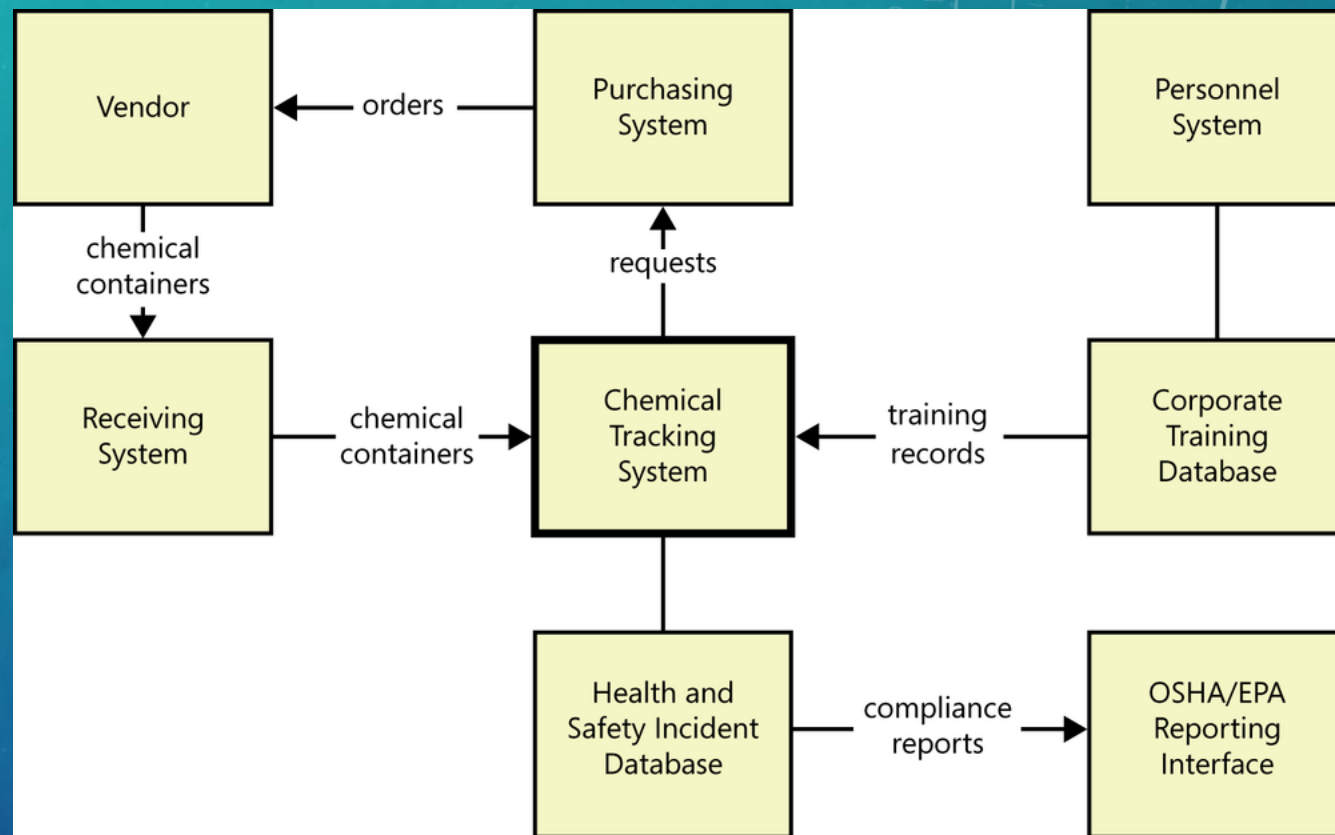 Vendor
orders
Purchasing
System
Personnel
System
chemical
containers
requests
Receiving
System
chemical
containers
Chemical
Tracking
System
training
records
Corporate
Training
Database
Health and
Safety Incident
Database
compliance
reports
OSHA/EPA
Reporting
Interface